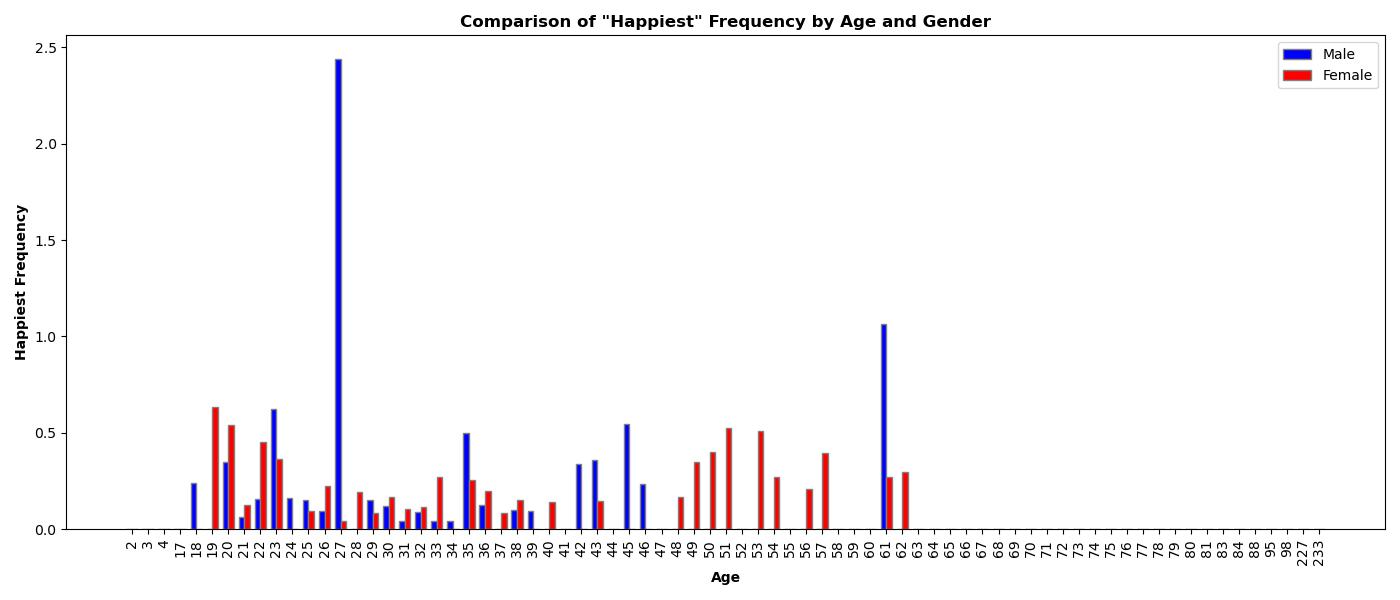 Comparison of "Happiest" Frequency by Age and Gender
Male
Female
Happiest Frequency
2.5
2.0
1.5
1.0
0.5
0.0
2 3 4 17 18 19 20 21 22 23 24 25 26 27 28 29 30 31 32 33 34 35 36 37 38 39 40 41 42 43 44 45 46 47 48 49 50 51 52 53 54 55 56 57 58 59 60 61 62 63 64 65 66 67 68 69 70 71 72 73 74 75 76 77 78 79 80 81 83 84 88 95 98 227 233
Age